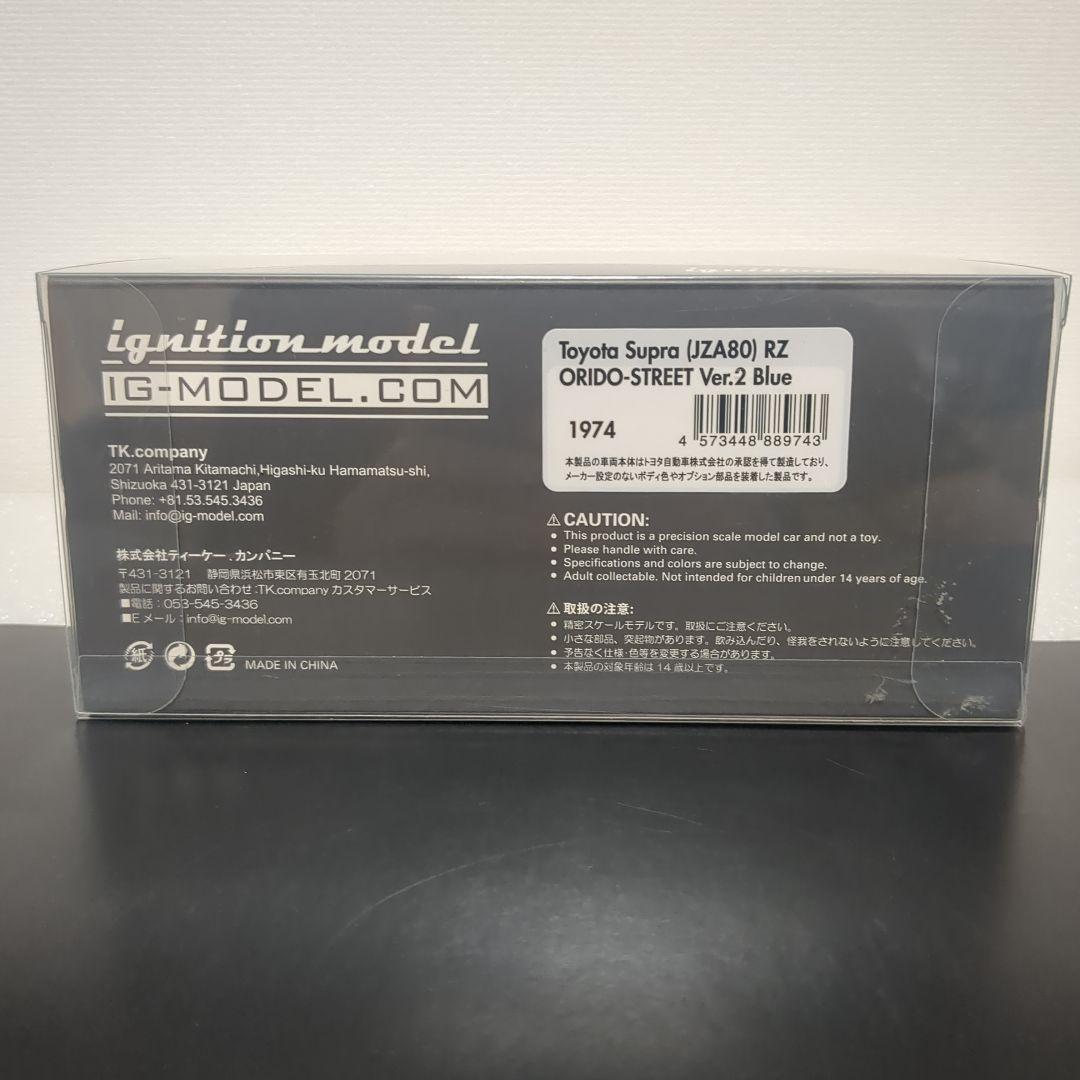 ignition
ignition model
IG-MODEL.COM
TK.company
2071 Aritama Kitamachi,Higashi-ku Hamamatsu-shi,
Shizuoka 431-3121 Japan
Phone: +81.53.545.3436
Mail: info@ig-model.com
株式会社ティーケー.カンパニー
〒431-3121 静岡県浜松市東区有玉北町2071
製品に関するお問い合わせ:TK.companyカスタマーサービス
■電話:053-545-3436
■Eメール:info@ig-model.com
紙 プラ MADE IN CHINA
Toyota Supra (JZA80) RZ
ORIDO-STREET Ver.2 Blue
1974
4 573448 889743
本製品の車両本体はトヨタ自動車株式会社の承認を得て製造しており、
メーカー設定のないボディ色やオプション部品を装着した製品です。
⚠CAUTION:
● This product is a precision scale model car and not a toy.
● Please handle with care.
● Specifications and colors are subject to change.
● Adult collectable. Not intended for children under 14 years of age.
⚠取扱の注意:
● 精密スケールモデルです。取扱にご注意ください。
● 小さな部品、突起物があります。飲み込んだり、怪我をされないように注意してください。
● 予告なく仕様・色等を変更する場合があります。
● 本製品の対象年齢は14歳以上です。